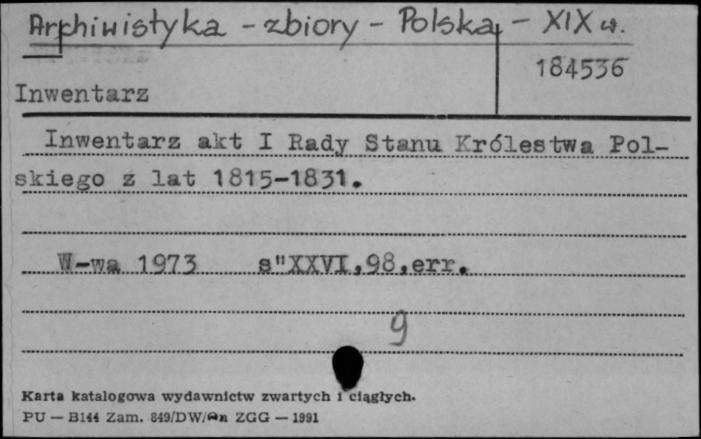 Archiwistyka - zbiory - Polska - XIX w.
184536
Inwentarz
Inwentarz akt I Rady Stanu Królestwa Pol-
skiego z lat 1815-1831.
W-wa 1973 s"XXVI,98,err.
9
Karta katalogowa wydawnictw zwartych i ciągłych.
PU — B144 Zam. 849/DW/ ZGG — 1991